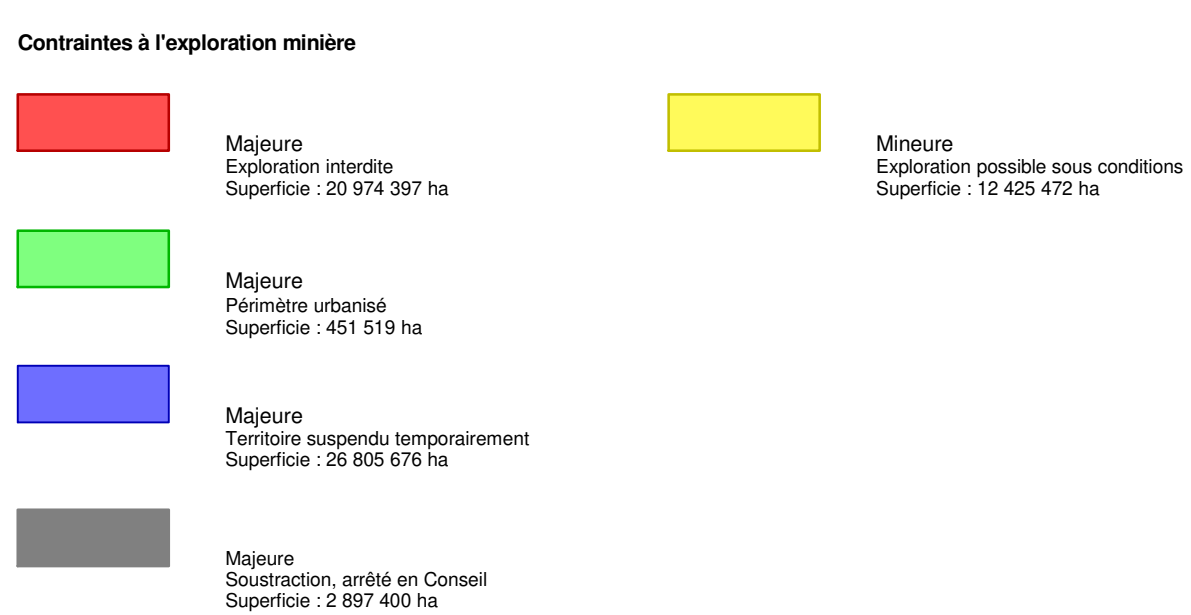 Contraintes à l'exploration minière
Majeure
Exploration interdite
Superficie : 20 974 397 ha
Mineure
Exploration possible sous conditions
Superficie : 12 425 472 ha
Majeure
Périmètre urbanisé
Superficie : 451 519 ha
Majeure
Territoire suspendu temporairement
Superficie : 26 805 676 ha
Majeure
Soustraction, arrêté en Conseil
Superficie : 2 897 400 ha